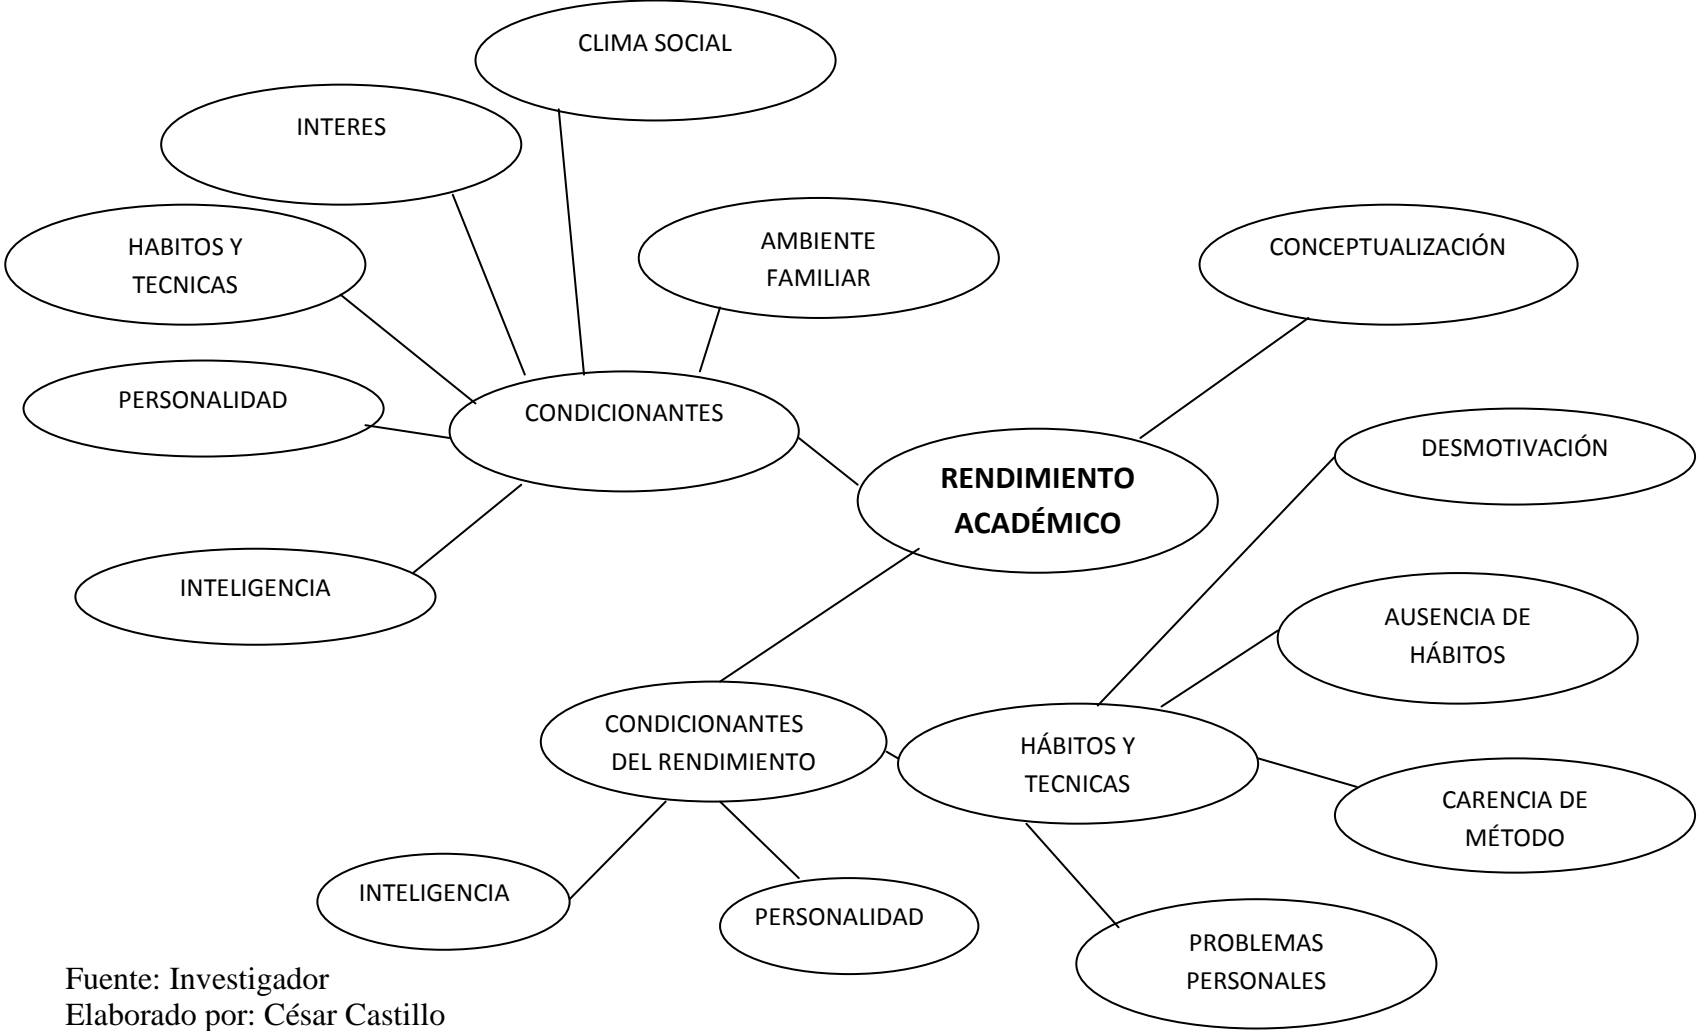 CLIMA SOCIAL
INTERES
HABITOS Y
TECNICAS
AMBIENTE
FAMILIAR
CONCEPTUALIZACIÓN
PERSONALIDAD
CONDICIONANTES
DESMOTIVACIÓN
RENDIMIENTO
ACADÉMICO
INTELIGENCIA
AUSENCIA DE
HÁBITOS
CONDICIONANTES
DEL RENDIMIENTO
HÁBITOS Y
TECNICAS
CARENCIA DE
MÉTODO
INTELIGENCIA
PERSONALIDAD
PROBLEMAS
PERSONALES
Fuente: Investigador
Elaborado por: César Castillo